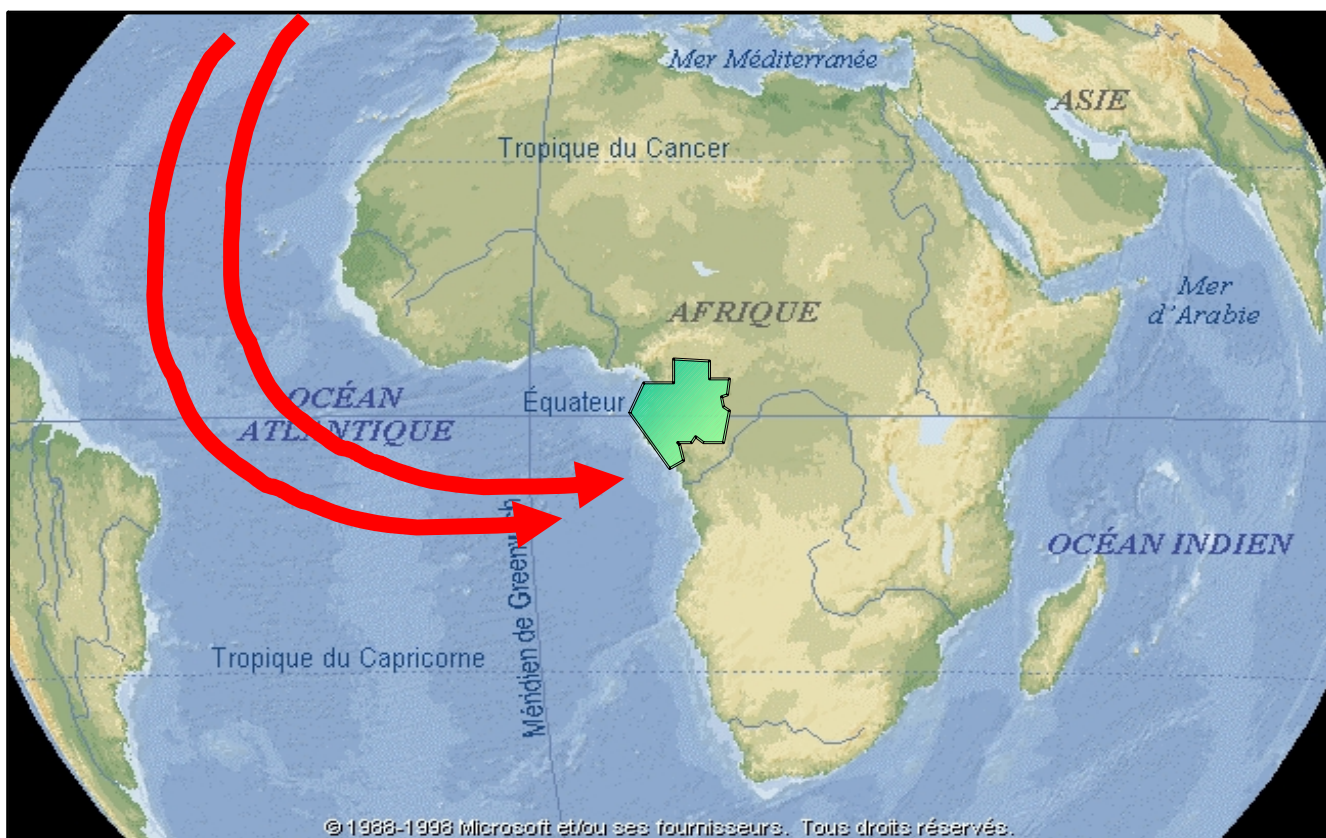 Mer Méditerranée
ASIE
Tropique du Cancer
Mer
d'Arabie
AFRIQUE
OCÉAN
ATLANTIQUE
Équateur
Méridien de Greenwich
OCÉAN INDIEN
Tropique du Capricorne
© 1988-1998 Microsoft et/ou ses fournisseurs. Tous droits réservés.